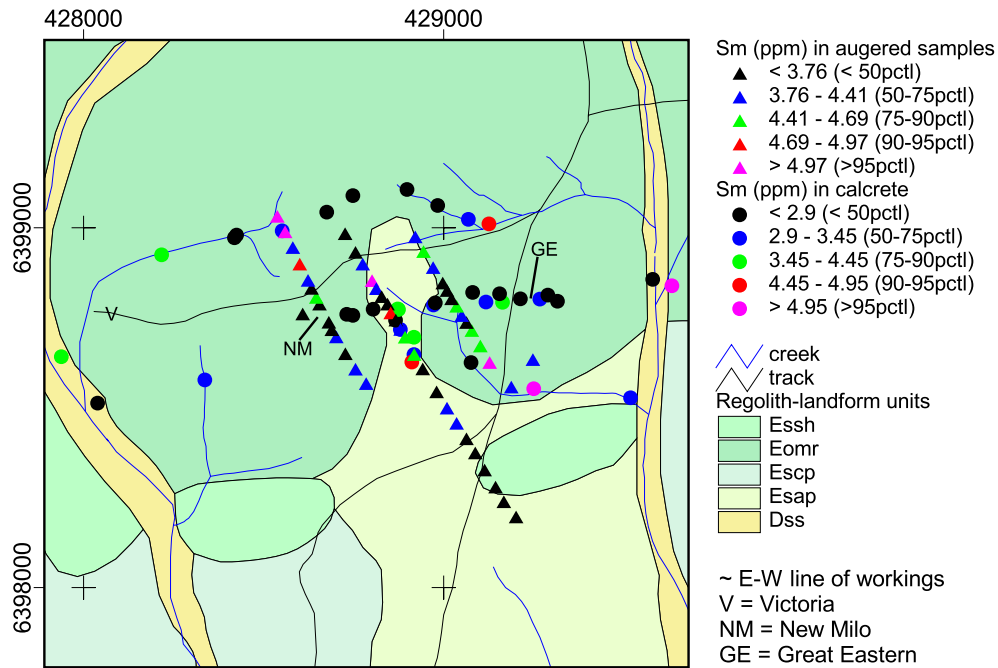 428000 429000
6399000
6398000
V
NM
GE
Sm (ppm) in augered samples
< 3.76 (< 50pctl)
3.76 - 4.41 (50-75pctl)
4.41 - 4.69 (75-90pctl)
4.69 - 4.97 (90-95pctl)
> 4.97 (>95pctl)
Sm (ppm) in calcrete
< 2.9 (< 50pctl)
2.9 - 3.45 (50-75pctl)
3.45 - 4.45 (75-90pctl)
4.45 - 4.95 (90-95pctl)
> 4.95 (>95pctl)
creek
track
Regolith-landform units
Essh
Eomr
Escp
Esap
Dss
~ E-W line of workings
V = Victoria
NM = New Milo
GE = Great Eastern